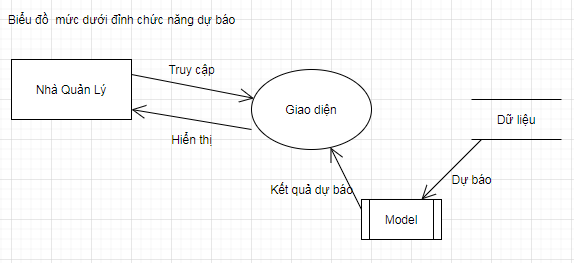 Biểu đồ mức dưới đỉnh chức năng dự báo
Truy cập
Nhà Quản Lý
Giao diện
Dữ liệu
Hiển thị
Dự báo
Kết quả dự báo
Model